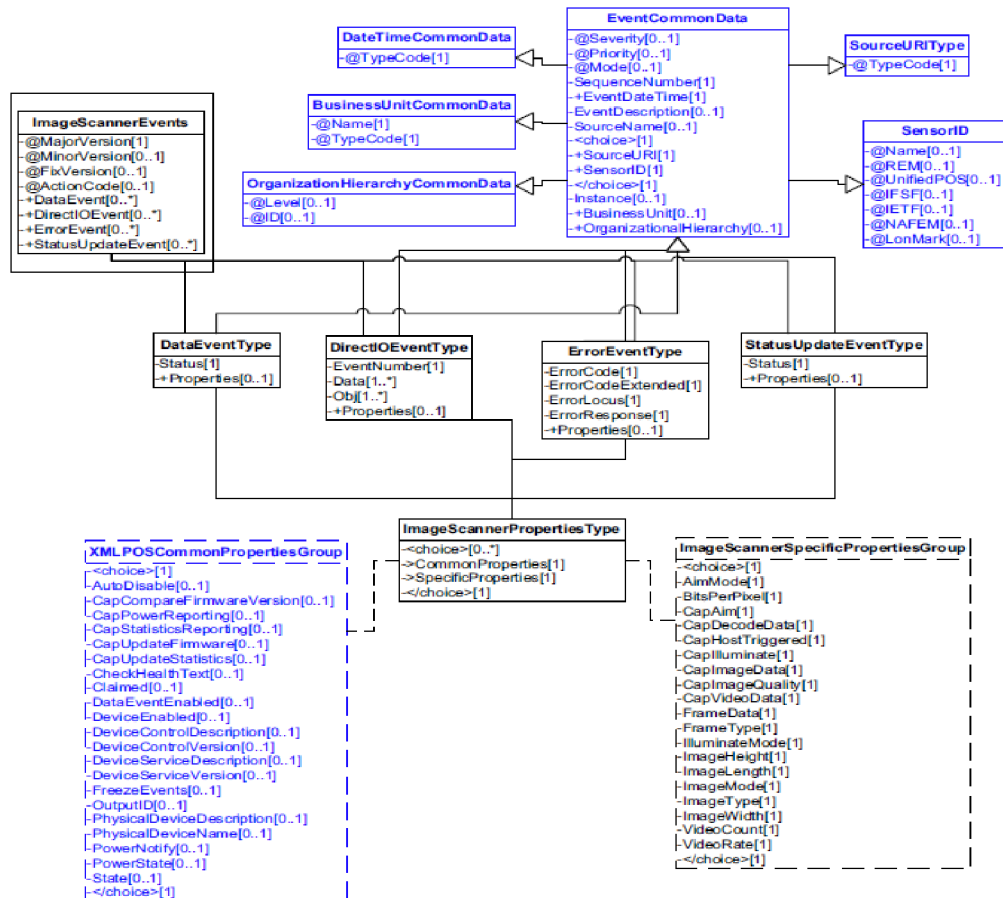 EventCommonData
-@Severity[0..1]
-@Priority[0..1]
-@Mode[0..1]
-SequenceNumber[1]
-+EventDateTime[1]
-EventDescription[0..1]
-SourceName[0..1]
-<choice>[1]
-+SourceURI[1]
-+SensorID[1]
-</choice>[1]
-Instance[0..1]
-+BusinessUnit[0..1]
-+OrganizationalHierarchy[0..1]
DateTimeCommonData
-@TypeCode[1]
BusinessUnitCommonData
-@Name[1]
-@TypeCode[1]
OrganizationHierarchyCommonData
-@Level[0..1]
-@ID[0..1]
SourceURIType
-@TypeCode[1]
SensorID
-@Name[0..1]
-@REM[0..1]
-@UnifiedPOS[0..1]
-@IFSF[0..1]
-@IETF[0..1]
-@NAFEM[0..1]
-@LonMark[0..1]
ImageScannerEvents
-@MajorVersion[1]
-@MinorVersion[0..1]
-@FixVersion[0..1]
-@ActionCode[0..1]
-+DataEvent[0..*]
-+DirectIOEvent[0..*]
-+ErrorEvent[0..*]
-+StatusUpdateEvent[0..*]
DataEventType
-Status[1]
-+Properties[0..1]
DirectIOEventType
-EventNumber[1]
-Data[1..*]
-Obj[1..*]
-+Properties[0..1]
ErrorEventType
-ErrorCode[1]
-ErrorCodeExtended[1]
-ErrorLocus[1]
-ErrorResponse[1]
-+Properties[0..1]
StatusUpdateEventType
-Status[1]
-+Properties[0..1]
ImageScannerPropertiesType
-<choice>[0..*]
->CommonProperties[1]
->SpecificProperties[1]
-</choice>[1]
XMLPOSCommonPropertiesGroup
-<choice>[1]
-AutoDisable[0..1]
-CapCompareFirmwareVersion[0..1]
-CapPowerReporting[0..1]
-CapStatisticsReporting[0..1]
-CapUpdateFirmware[0..1]
-CapUpdateStatistics[0..1]
-CheckHealthText[0..1]
-Claimed[0..1]
-DataEventEnabled[0..1]
-DeviceEnabled[0..1]
-DeviceControlDescription[0..1]
-DeviceControlVersion[0..1]
-DeviceServiceDescription[0..1]
-DeviceServiceVersion[0..1]
-FreezeEvents[0..1]
-OutputID[0..1]
-PhysicalDeviceDescription[0..1]
-PhysicalDeviceName[0..1]
-PowerNotify[0..1]
-PowerState[0..1]
-State[0..1]
-</choice>[1]
ImageScannerSpecificPropertiesGroup
-<choice>[1]
-AimMode[1]
-BitsPerPixel[1]
-CapAim[1]
-CapDecodeData[1]
-CapHostTriggered[1]
-CapIlluminate[1]
-CapImageData[1]
-CapImageQuality[1]
-CapVideoData[1]
-FrameData[1]
-FrameType[1]
-IlluminateMode[1]
-ImageHeight[1]
-ImageLength[1]
-ImageMode[1]
-ImageType[1]
-ImageWidth[1]
-VideoCount[1]
-VideoRate[1]
-</choice>[1]